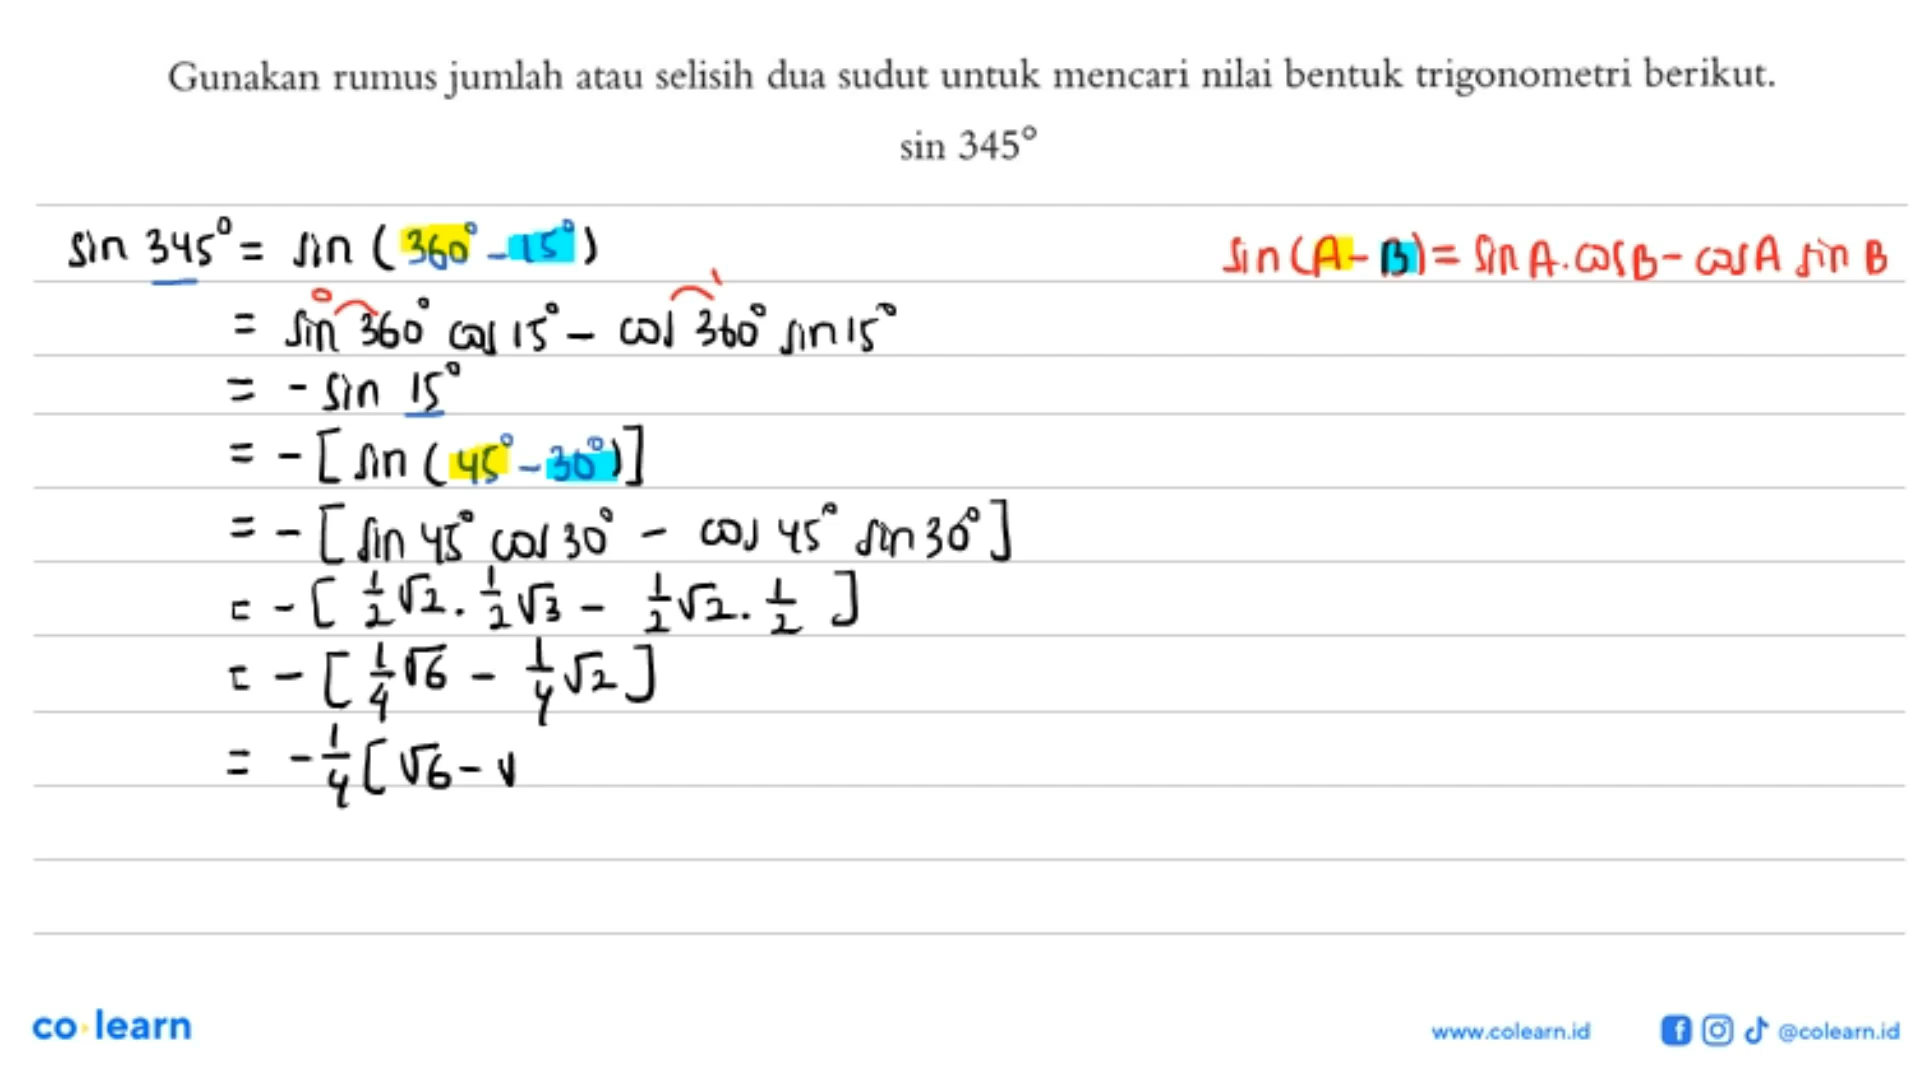 Gunakan rumus jumlah atau selisih dua sudut untuk mencari nilai bentuk trigonometri berikut.
sin 345°
sin 345° = sin (360° - 15°)
sin(A - B) = sin A . cos B - cos A sin B
0 1
= sin 360° cos 15° - cos 360° sin 15°
= - sin 15°
= - [sin (45° - 30°)]
= - [sin 45° cos 30° - cos 45° sin 30°]
= - [ 1/2 √2 . 1/2 √3 - 1/2 √2 . 1/2 ]
= - [ 1/4 √6 - 1/4 √2 ]
= - 1/4 [ √6 - √
co learn
www.colearn.id @colearn.id